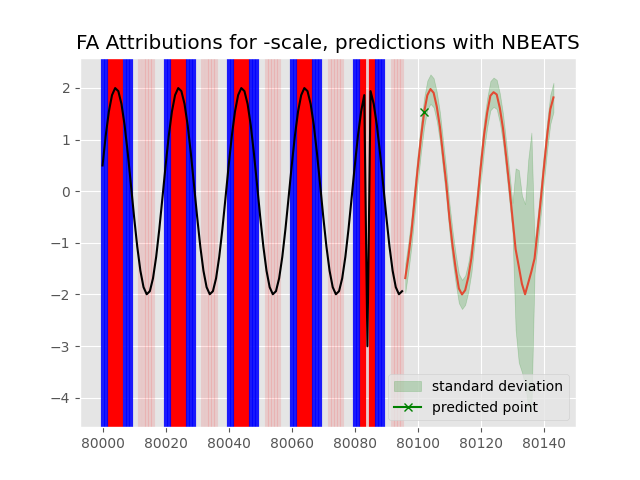 FA Attributions for -scale, predictions with NBEATS
2
1
0
−1
−2
−3
−4
standard deviation
predicted point
80000 80020 80040 80060 80080 80100 80120 80140